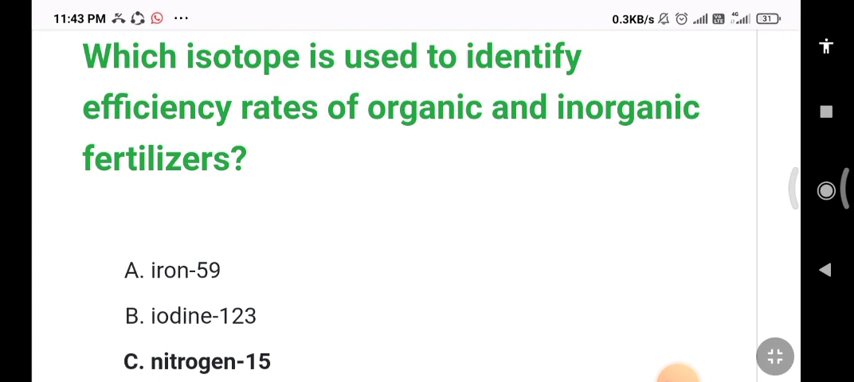 11:43 PM ... 0.3KB/s 4G 31
Which isotope is used to identify
efficiency rates of organic and inorganic
fertilizers?
A. iron-59
B. iodine-123
C. nitrogen-15